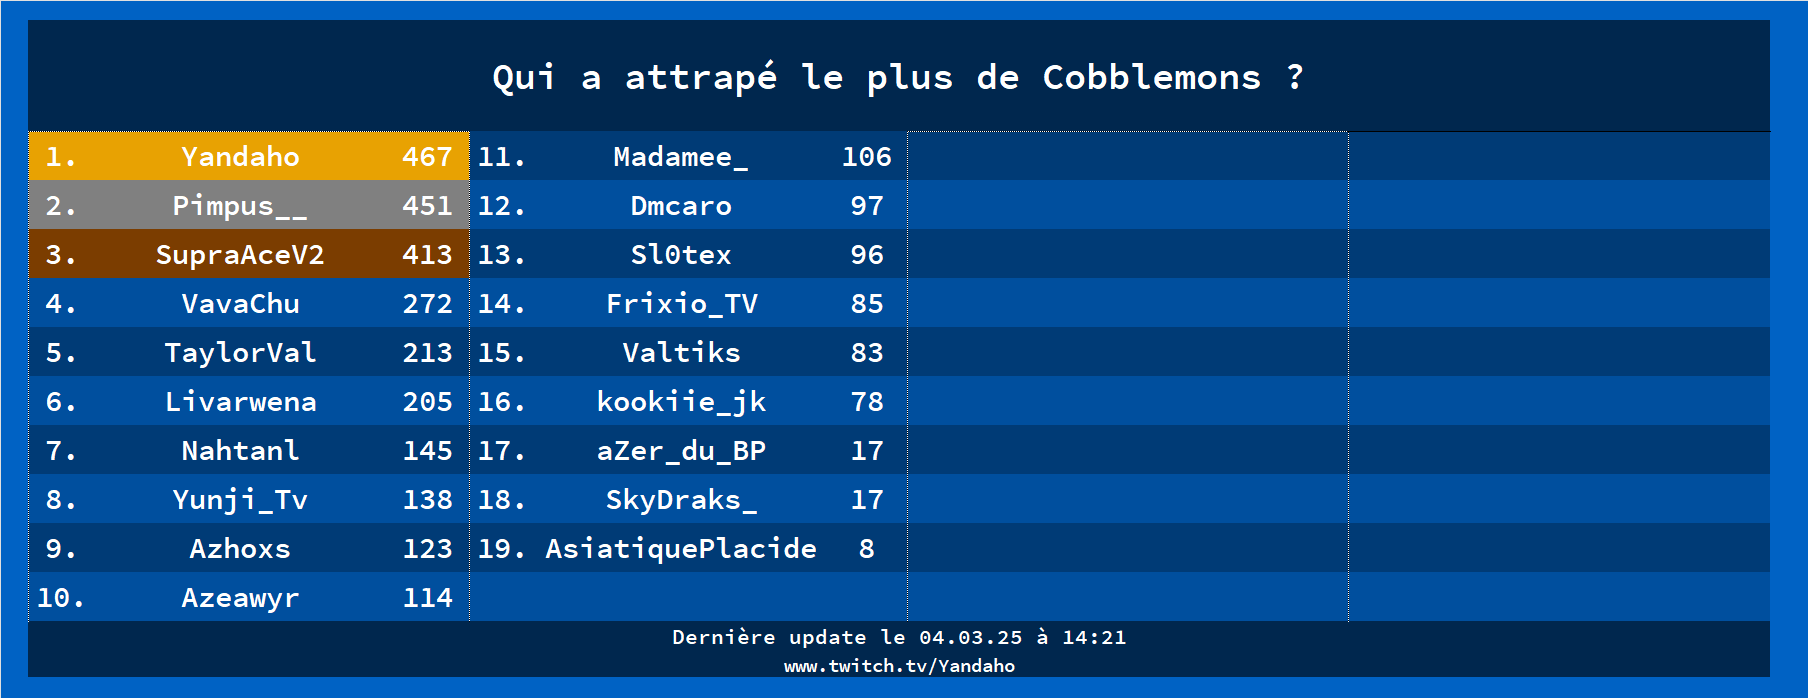 Qui a attrapé le plus de Cobblemons ?
1. Yandaho 467
2. Pimpus__ 451
3. SupraAceV2 413
4. VavaChu 272
5. TaylorVal 213
6. Livarwena 205
7. Nahtanl 145
8. Yunji_Tv 138
9. Azhoxs 123
10. Azeawyr 114
11. Madamee_ 106
12. Dmcaro 97
13. Sl0tex 96
14. Frixio_TV 85
15. Valtiks 83
16. kookiie_jk 78
17. aZer_du_BP 17
18. SkyDraks_ 17
19. AsiatiquePlacide 8
Dernière update le 04.03.25 à 14:21
www.twitch.tv/Yandaho